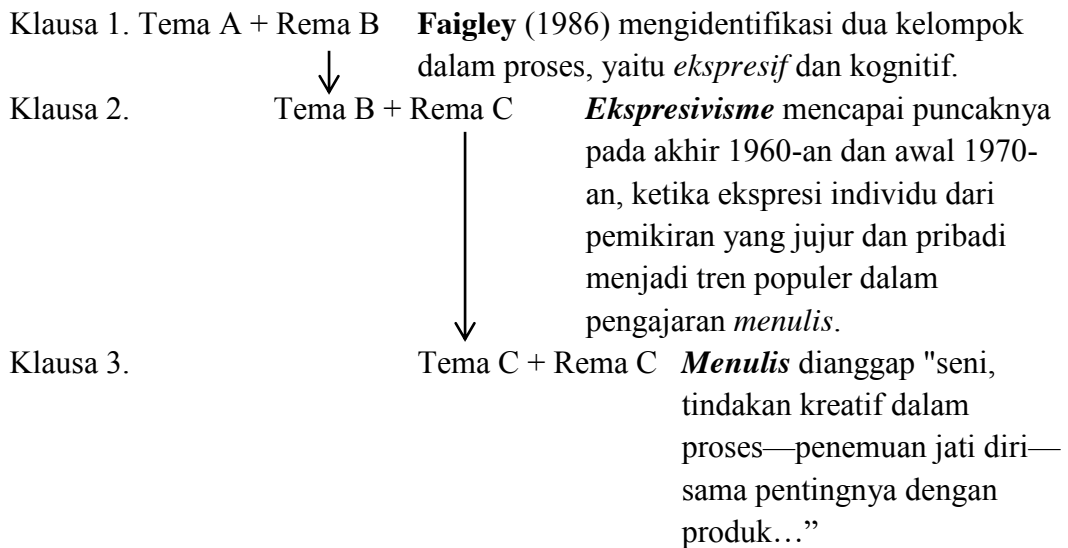 Klausa 1. Tema A + Rema B Faigley (1986) mengidentifikasi dua kelompok
dalam proses, yaitu ekspresif dan kognitif.
Klausa 2. Tema B + Rema C Ekspresivisme mencapai puncaknya
pada akhir 1960-an dan awal 1970-
an, ketika ekspresi individu dari
pemikiran yang jujur dan pribadi
menjadi tren populer dalam
pengajaran menulis.
Klausa 3. Tema C + Rema C Menulis dianggap "seni,
tindakan kreatif dalam
proses—penemuan jati diri—
sama pentingnya dengan
produk…”